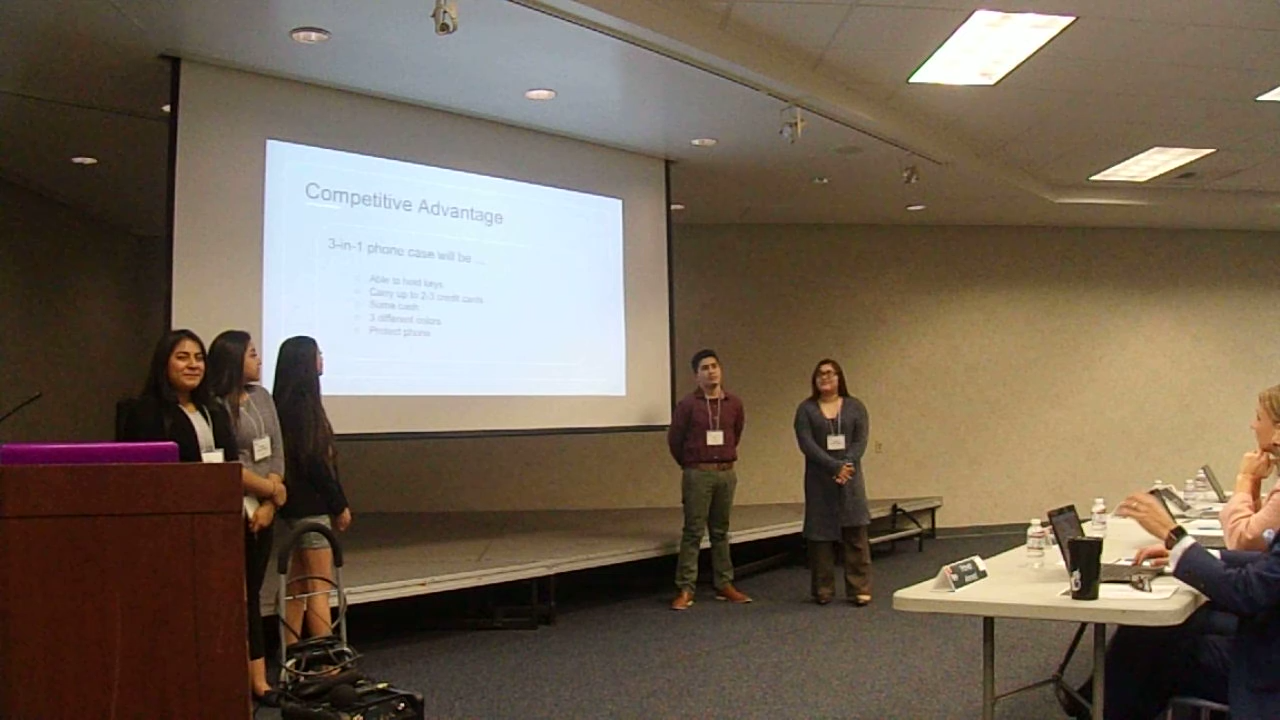 Competitive Advantage
3-in-1 phone case will be ...
Able to hold keys
Carry up to 2-3 credit cards
Some cash
3 different colors
Protect phone